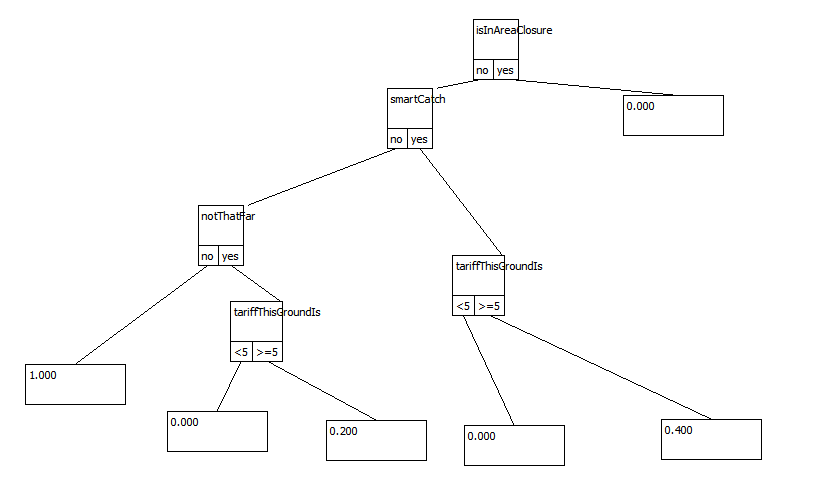 isInAreaClosure
no yes
smartCatch
no yes
0.000
notThatFar
no yes
tariffThisGroundIs
<5 >=5
tariffThisGroundIs
<5 >=5
1.000
0.000
0.200
0.000
0.400